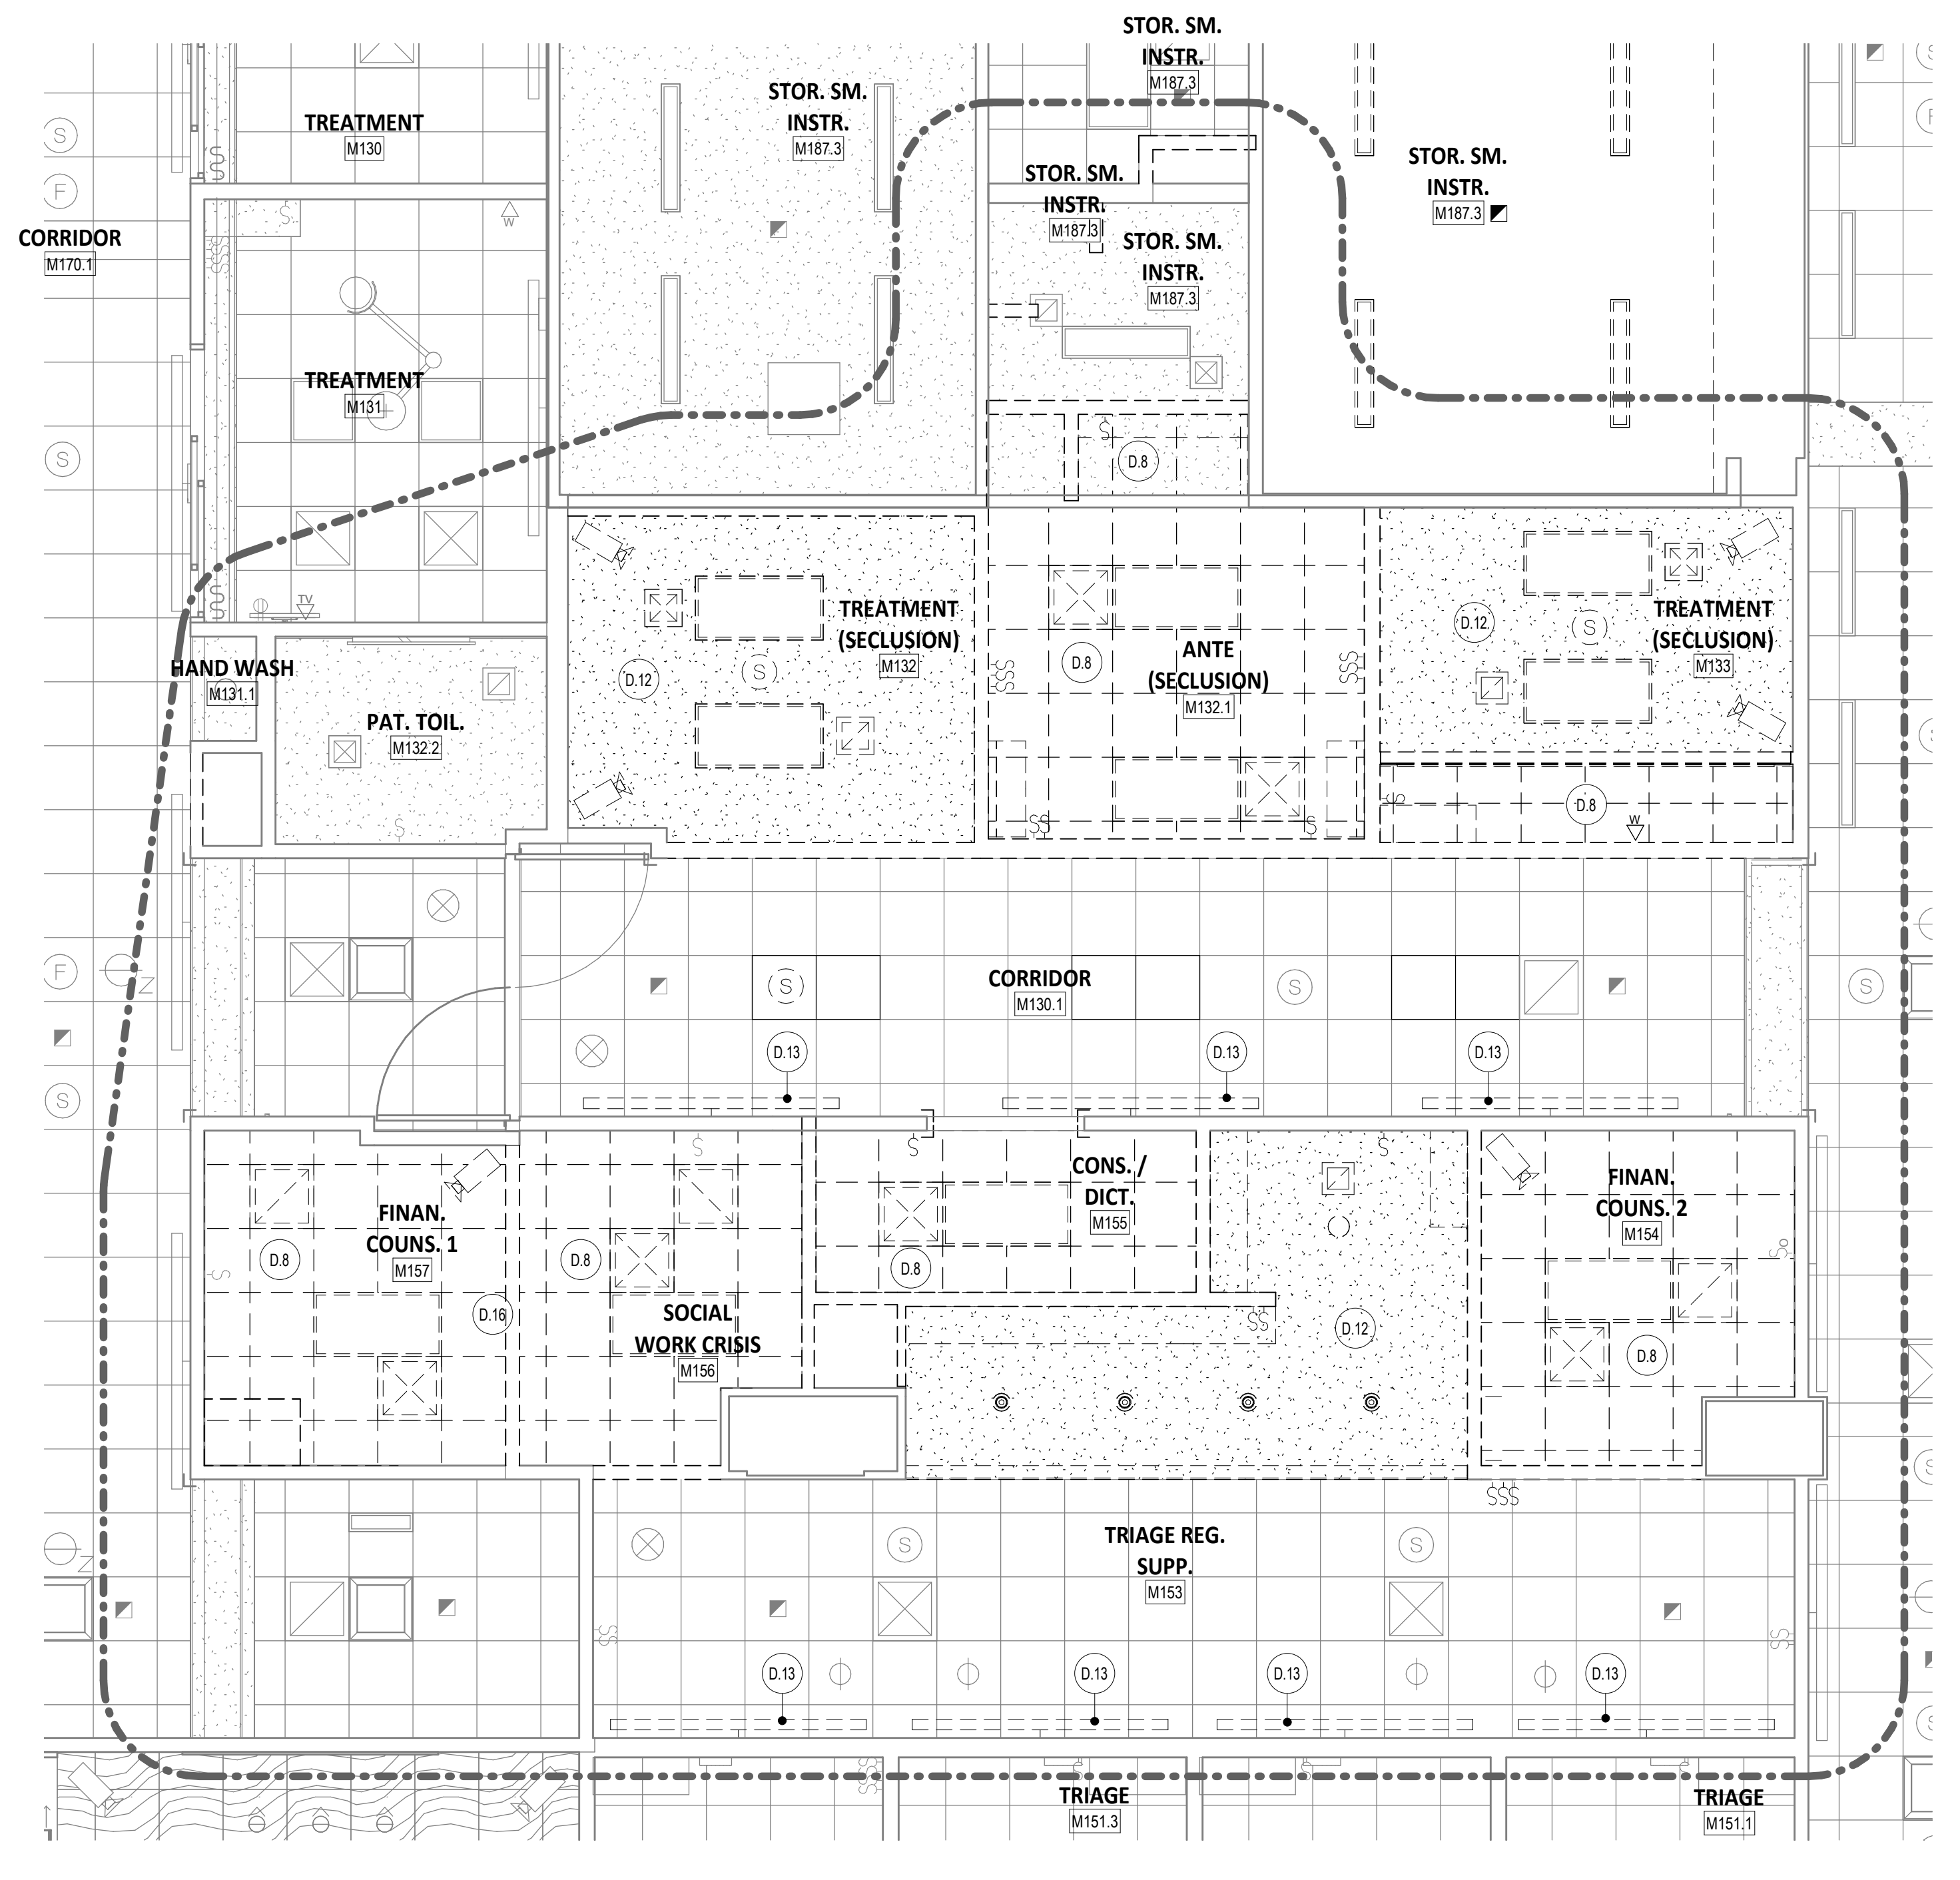 STOR. SM.
INSTR.
M187.3
STOR. SM.
INSTR.
M187.3
TREATMENT
M130
STOR. SM.
INSTR.
M187.3
STOR. SM.
INSTR.
M187.3
STOR. SM.
INSTR.
M187.3
S
F
CORRIDOR
M170.1
W
TREATMENT
M131
S
D.8
TV
HAND WASH
M131.1
PAT. TOIL.
M132.2
TREATMENT
(SECLUSION)
M132
D.12
S
ANTE
(SECLUSION)
M132.1
D.8
TREATMENT
(SECLUSION)
M133
D.12
S
D.8
W
F
Z
S
CORRIDOR
M130.1
S
S
S
D.13
D.13
D.13
FINAN.
COUNS. 1
M157
D.8
D.16
D.8
SOCIAL
WORK CRISIS
M156
CONS. /
DICT.
M155
D.8
D.12
FINAN.
COUNS. 2
M154
D.8
SS
SSS
Z
S
S
TRIAGE REG.
SUPP.
M153
D.13
D.13
D.13
D.13
TRIAGE
M151.3
TRIAGE
M151.1